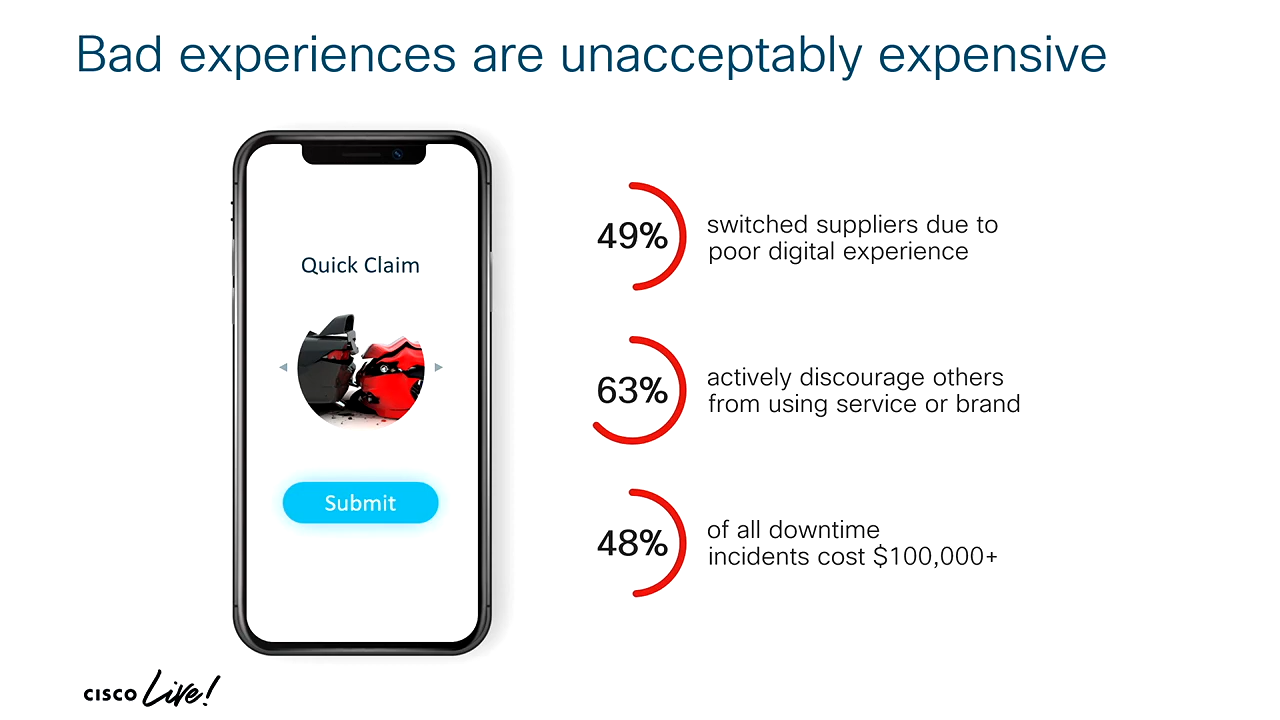 Bad experiences are unacceptably expensive
Quick Claim
Submit
49%
switched suppliers due to
poor digital experience
63%
actively discourage others
from using service or brand
48%
of all downtime
incidents cost $100,000+
CISCO Live!